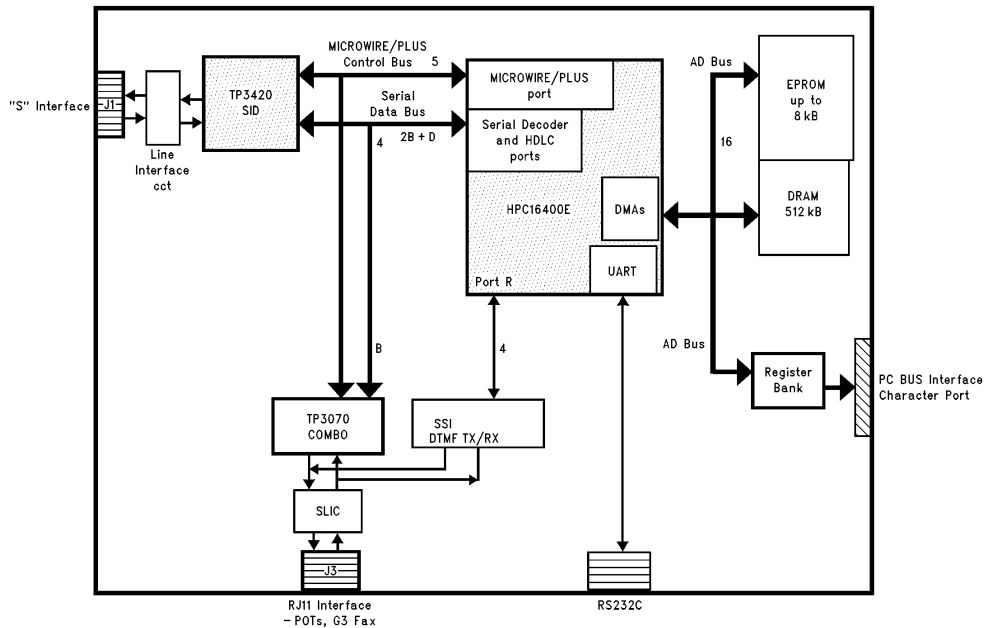 MICROWIRE/PLUS
Control Bus 5
"S" Interface
J1
Line
Interface
cct
TP3420
SID
Serial
Data Bus
4
2B + D
MICROWIRE/PLUS
port
Serial Decoder
and HDLC
ports
HPC16400E
DMAs
UART
Port R
AD Bus
16
EPROM
up to
8 kB
DRAM
512 kB
B
4
AD Bus
Register
Bank
PC BUS Interface
Character Port
TP3070
COMBO
SSI
DTMF TX/RX
SLIC
J3
RJ11 Interface
– POTs, G3 Fax
RS232C